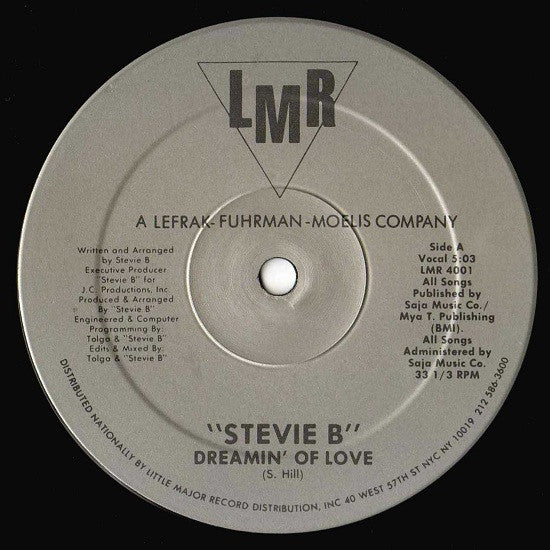 LMR
A LEFRAK-FUHRMAN-MOELIS COMPANY
Written and Arranged
by Stevie B
Executive Producer
"Stevie B" for
J.C. Productions, Inc
Produced & Arranged
By "Stevie B"
Engineered & Computer
Programming By:
Tolga & "Stevie B"
Edits & Mixed By:
Tolga & "Stevie B"
Side A
Vocal 5:03
LMR 4001
All Songs
Published by
Saja Music Co./
Mya T. Publishing
(BMI).
All Songs
Administered by
Saja Music Co.
33 1/3 RPM
"STEVIE B"
DREAMIN' OF LOVE
(S. Hill)
DISTRIBUTED NATIONALLY BY LITTLE MAJOR RECORD DISTRIBUTION, INC 40 WEST 57TH ST NYC NY 10019 212 586-3600